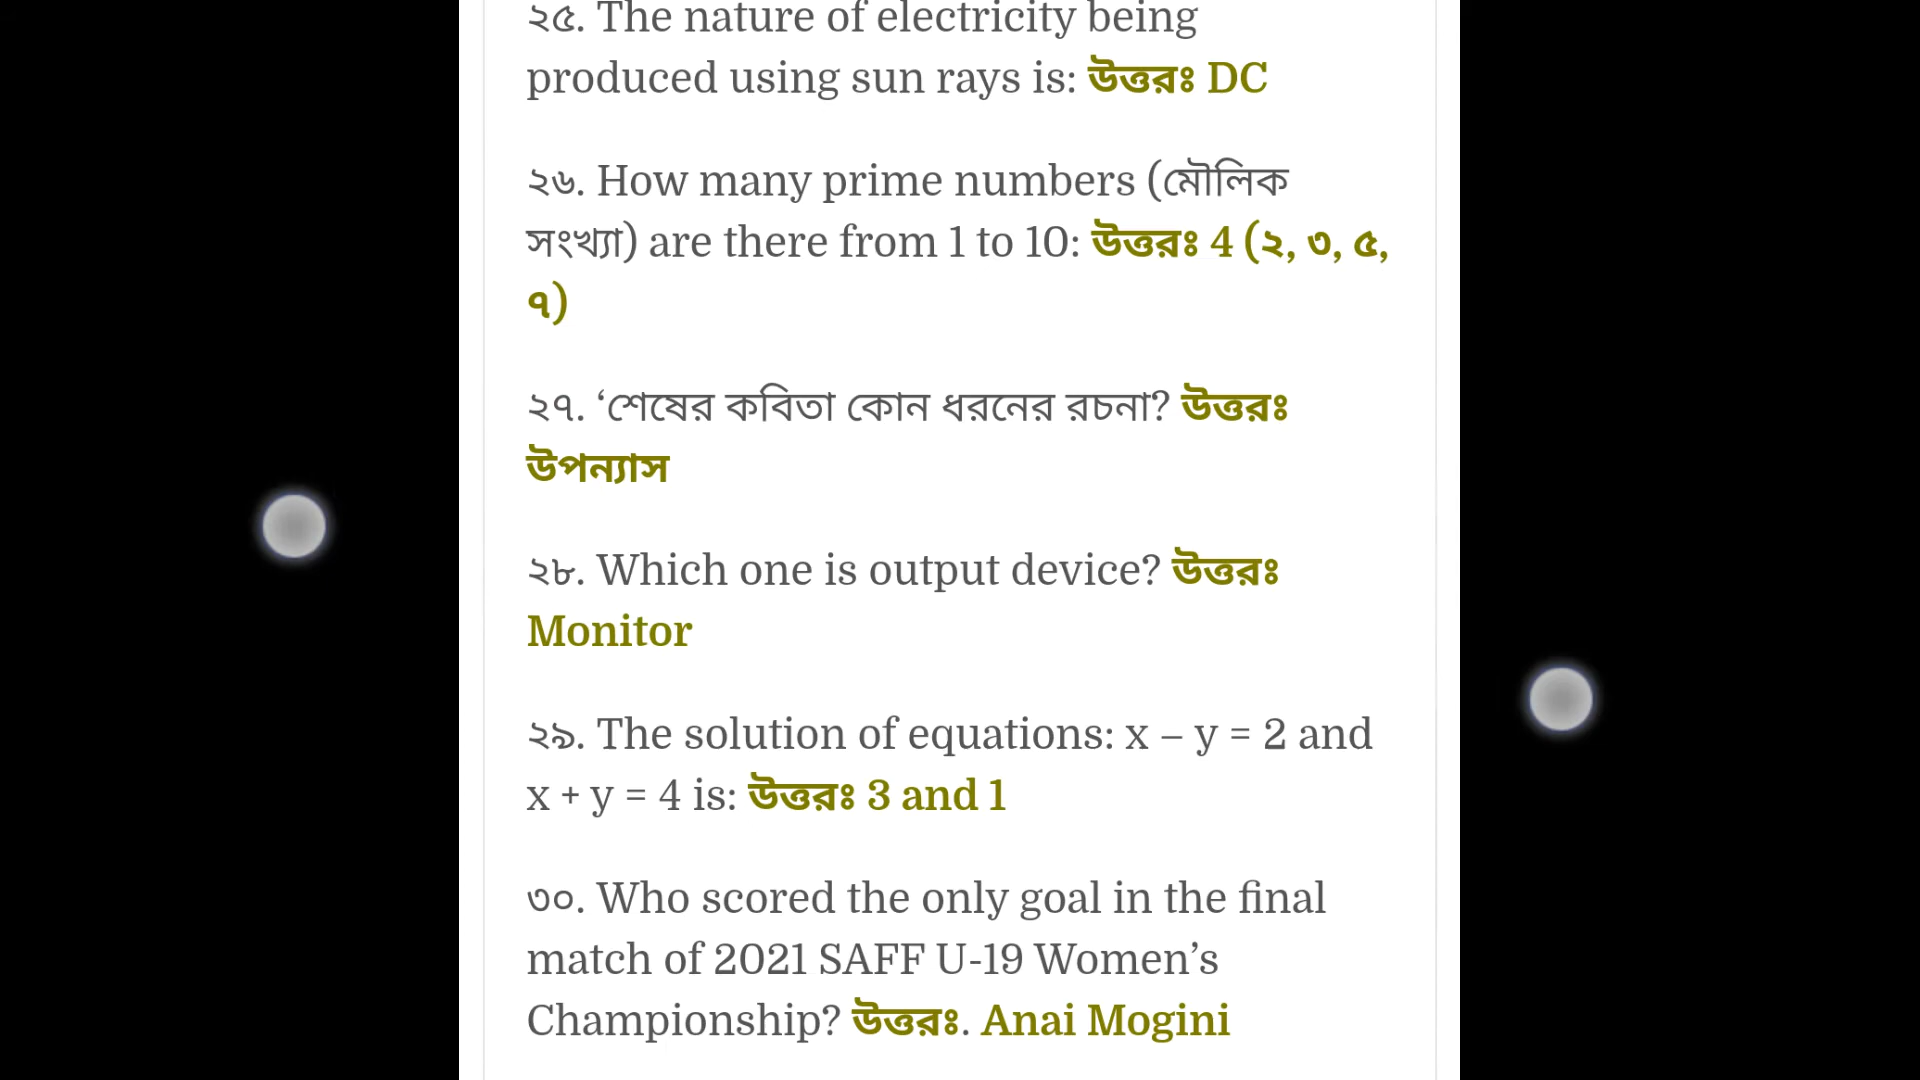 ২৫. The nature of electricity being
produced using sun rays is: উত্তরঃ DC
২৬. How many prime numbers (মৌলিক
সংখ্যা) are there from 1 to 10: উত্তরঃ 4 (২, ৩, ৫,
৭)
২৭. ‘শেষের কবিতা কোন ধরনের রচনা? উত্তরঃ
উপন্যাস
২৮. Which one is output device? উত্তরঃ
Monitor
২৯. The solution of equations: x – y = 2 and
x + y = 4 is: উত্তরঃ 3 and 1
৩০. Who scored the only goal in the final
match of 2021 SAFF U-19 Women’s
Championship? উত্তরঃ. Anai Mogini